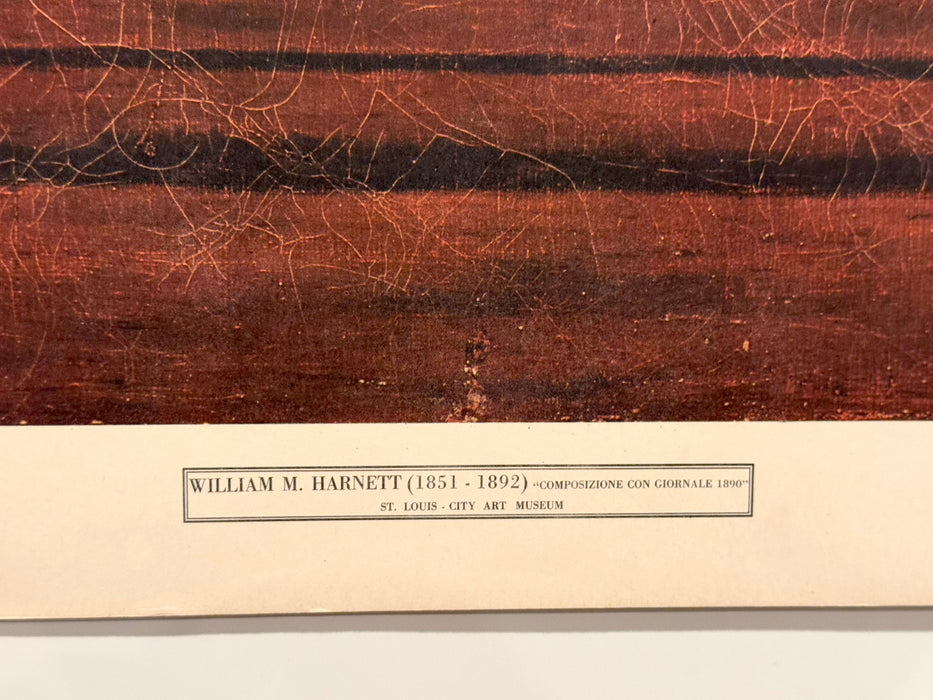 WILLIAM M. HARNETT (1851 - 1892) “COMPOSIZIONE CON GIORNALE 1890”
ST. LOUIS - CITY ART MUSEUM